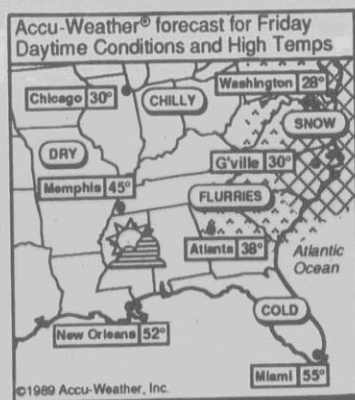 Accu-Weather® forecast for Friday
Daytime Conditions and High Temps
Washington 28°
Chicago 30°
CHILLY
SNOW
DRY
G'ville 30°
Memphis 45°
FLURRIES
Atlanta 38°
Atlantic
Ocean
COLD
New Orleans 52°
Miami 55°
©1989 Accu-Weather, Inc.